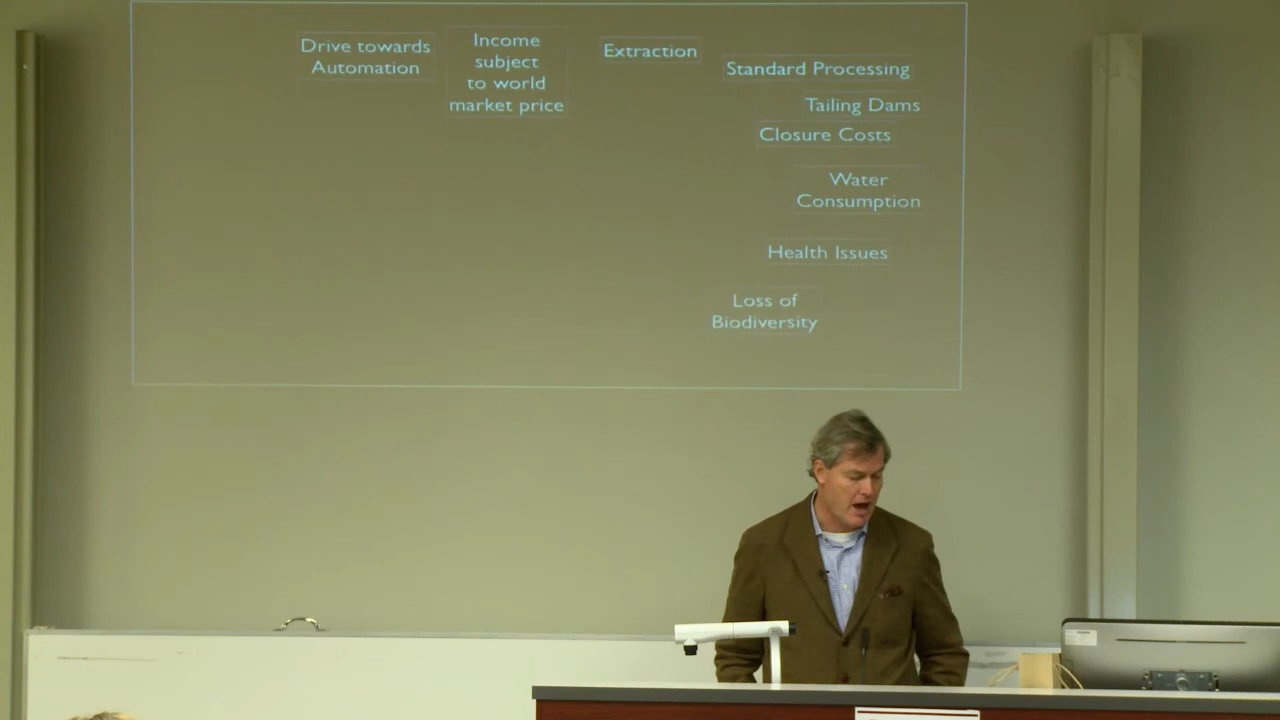 Drive towards
Automation
Income
subject
to world
market price
Extraction
Standard Processing
Tailing Dams
Closure Costs
Water
Consumption
Health Issues
Loss of
Biodiversity